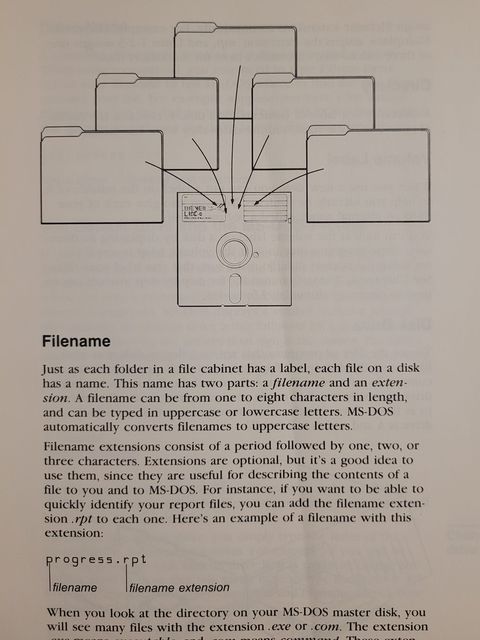 Filename
Just as each folder in a file cabinet has a label, each file on a disk
has a name. This name has two parts: a filename and an exten-
sion. A filename can be from one to eight characters in length,
and can be typed in uppercase or lowercase letters. MS-DOS
automatically converts filenames to uppercase letters.
Filename extensions consist of a period followed by one, two, or
three characters. Extensions are optional, but it's a good idea to
use them, since they are useful for describing the contents of a
file to you and to MS-DOS. For instance, if you want to be able to
quickly identify your report files, you can add the filename exten-
sion .rpt to each one. Here's an example of a filename with this
extension:
progress.rpt
filename filename extension
When you look at the directory on your MS-DOS master disk, you
will see many files with the extension .exe or .com. The extension